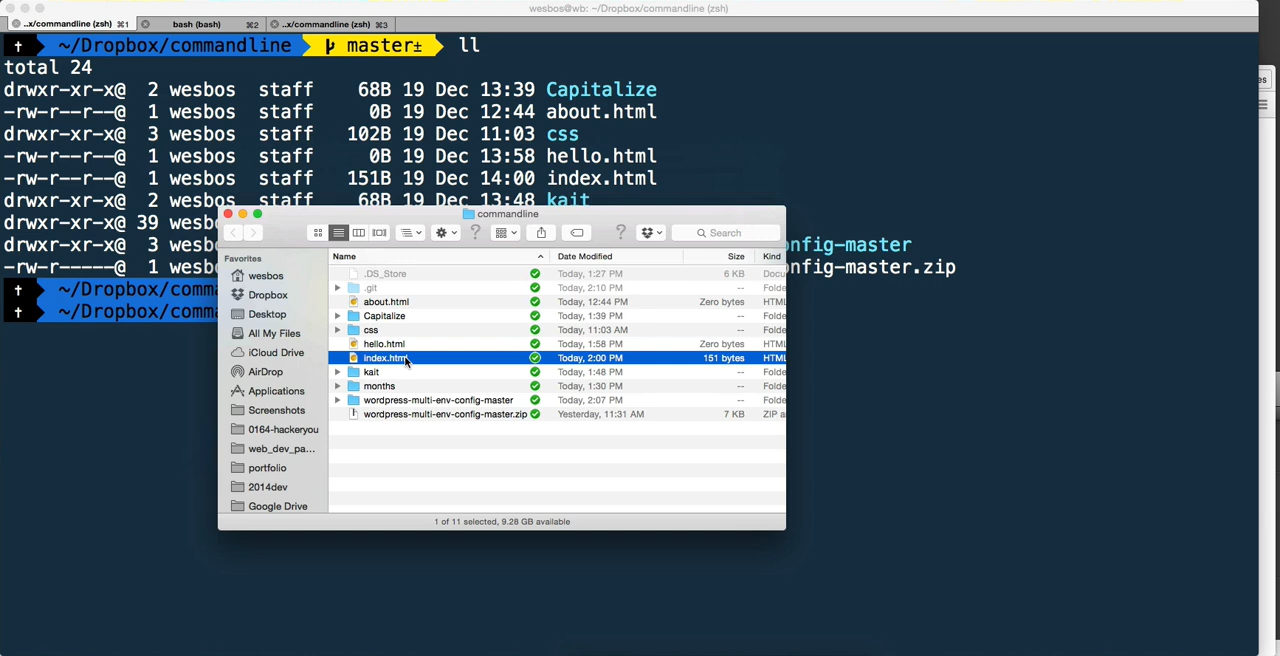 wesbos@wb: ~/Dropbox/commandline (zsh)
..x/commandline (zsh) ⌘1 bash (bash) ⌘2 ..x/commandline (zsh) ⌘3
† ~/Dropbox/commandline master± ll
total 24
drwxr-xr-x@ 2 wesbos staff 68B 19 Dec 13:39 Capitalize
-rw-r--r--@ 1 wesbos staff 0B 19 Dec 12:44 about.html
drwxr-xr-x@ 3 wesbos staff 102B 19 Dec 11:03 css
-rw-r--r--@ 1 wesbos staff 0B 19 Dec 13:58 hello.html
-rw-r--r--@ 1 wesbos staff 151B 19 Dec 14:00 index.html
drwxr-xr-x@ 2 wesbos staff 68B 19 Dec 13:48 kait
drwxr-xr-x@ 39 wesbo
drwxr-xr-x@ 3 wesbo nfig-master
-rw-r-----@ 1 wesbo nfig-master.zip
† ~/Dropbox/comma
† ~/Dropbox/comma
commandline
Search
Favorites
wesbos
Dropbox
Desktop
All My Files
iCloud Drive
AirDrop
Applications
Screenshots
0164-hackeryou
web_dev_pa...
portfolio
2014dev
Google Drive
Name Date Modified Size Kind
.DS_Store Today, 1:27 PM 6 KB Docu
.git Today, 2:10 PM -- Folde
about.html Today, 12:44 PM Zero bytes HTML
Capitalize Today, 1:39 PM -- Folde
css Today, 11:03 AM -- Folde
hello.html Today, 1:58 PM Zero bytes HTML
index.html Today, 2:00 PM 151 bytes HTML
kait Today, 1:48 PM -- Folde
months Today, 1:30 PM -- Folde
wordpress-multi-env-config-master Today, 2:07 PM -- Folde
wordpress-multi-env-config-master.zip Yesterday, 11:31 AM 7 KB ZIP a
1 of 11 selected, 9.28 GB available
es